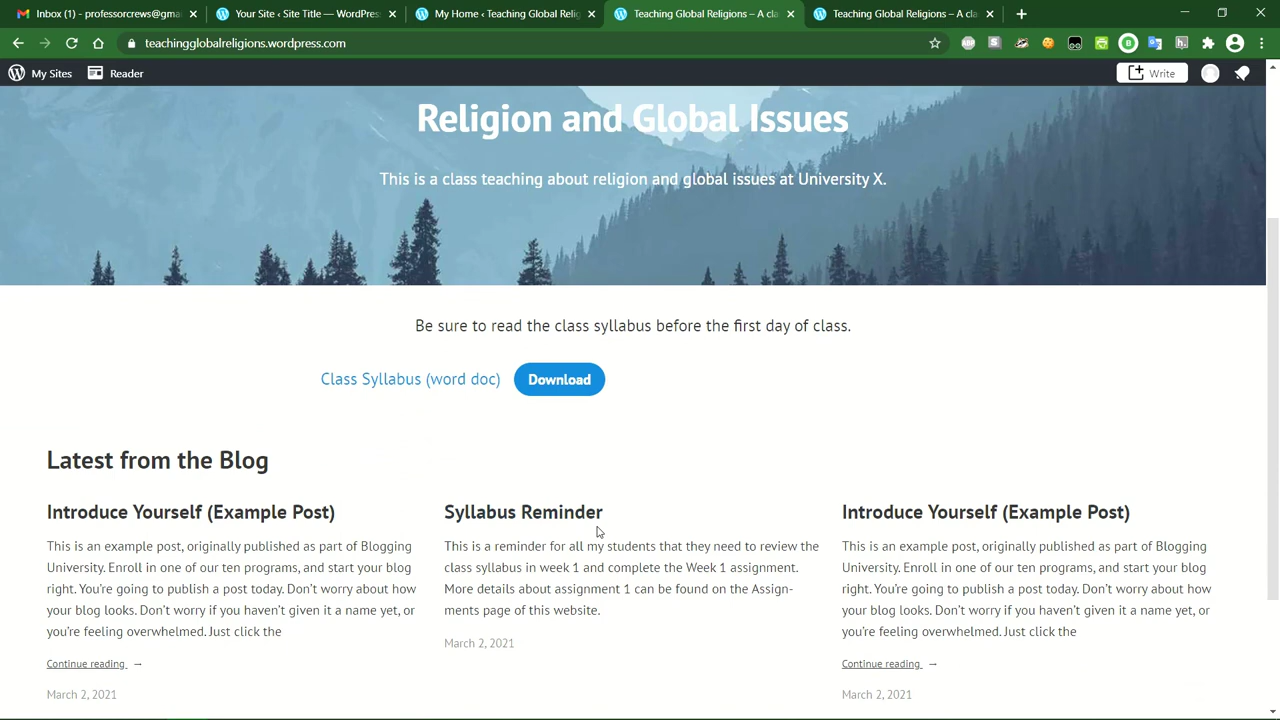 Inbox (1) - professorcrews@gma
Your Site ‹ Site Title — WordPres
My Home ‹ Teaching Global Relig
Teaching Global Religions – A cla
Teaching Global Religions – A cla
teachingglobalreligions.wordpress.com
My Sites
Reader
Write
Religion and Global Issues
This is a class teaching about religion and global issues at University X.
Be sure to read the class syllabus before the first day of class.
Class Syllabus (word doc)
Download
Latest from the Blog
Introduce Yourself (Example Post)
This is an example post, originally published as part of Blogging
University. Enroll in one of our ten programs, and start your blog
right. You’re going to publish a post today. Don’t worry about how
your blog looks. Don’t worry if you haven’t given it a name yet, or
you’re feeling overwhelmed. Just click the
Continue reading →
March 2, 2021
Syllabus Reminder
This is a reminder for all my students that they need to review the
class syllabus in week 1 and complete the Week 1 assignment.
More details about assignment 1 can be found on the Assign-
ments page of this website.
March 2, 2021
Introduce Yourself (Example Post)
This is an example post, originally published as part of Blogging
University. Enroll in one of our ten programs, and start your blog
right. You’re going to publish a post today. Don’t worry about how
your blog looks. Don’t worry if you haven’t given it a name yet, or
you’re feeling overwhelmed. Just click the
Continue reading →
March 2, 2021